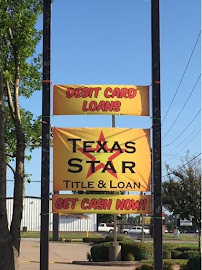 DEBIT CARD
LOANS
TEXAS
STAR
TITLE & LOAN
GET CASH NOW!